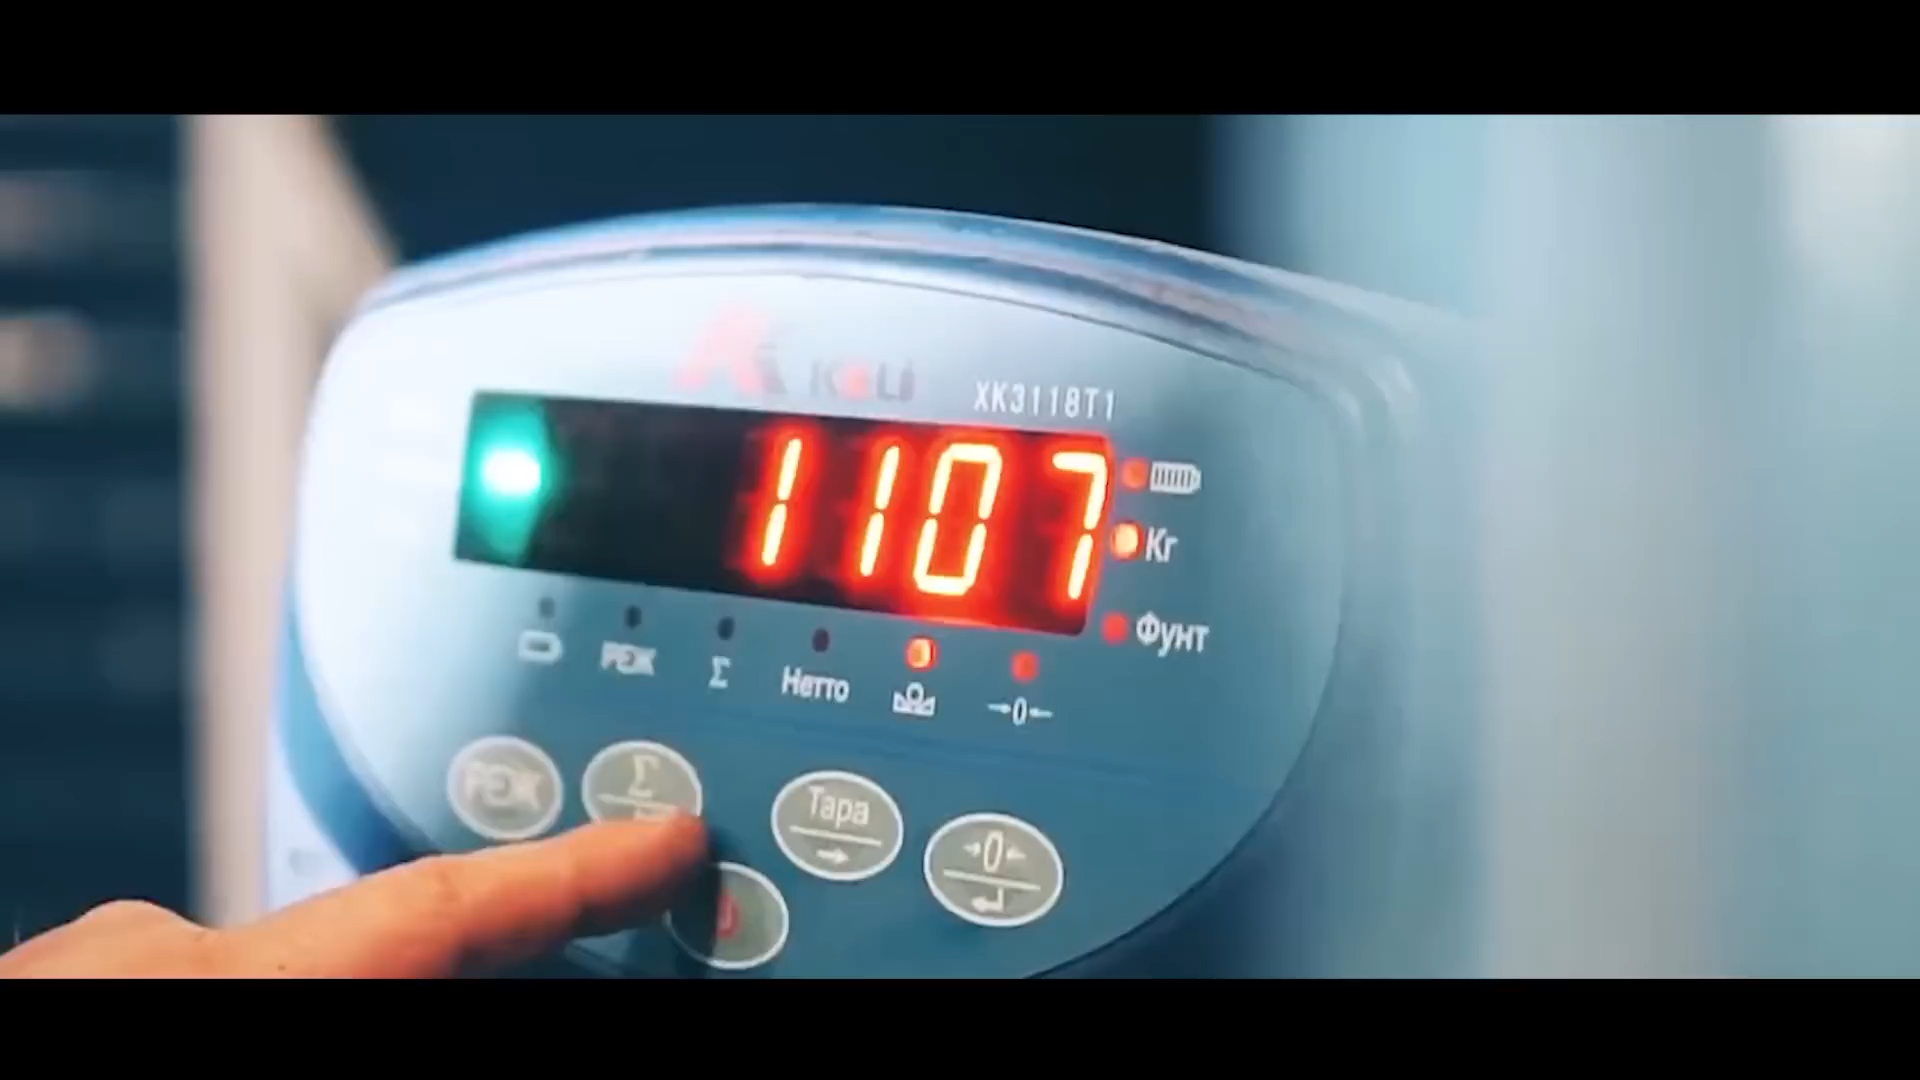 KELI
XK3118T1
1107
Кг
Фунт
РЕЖ
Σ
Нетто
→0←
РЕЖ
Σ
Тара
→
→0←